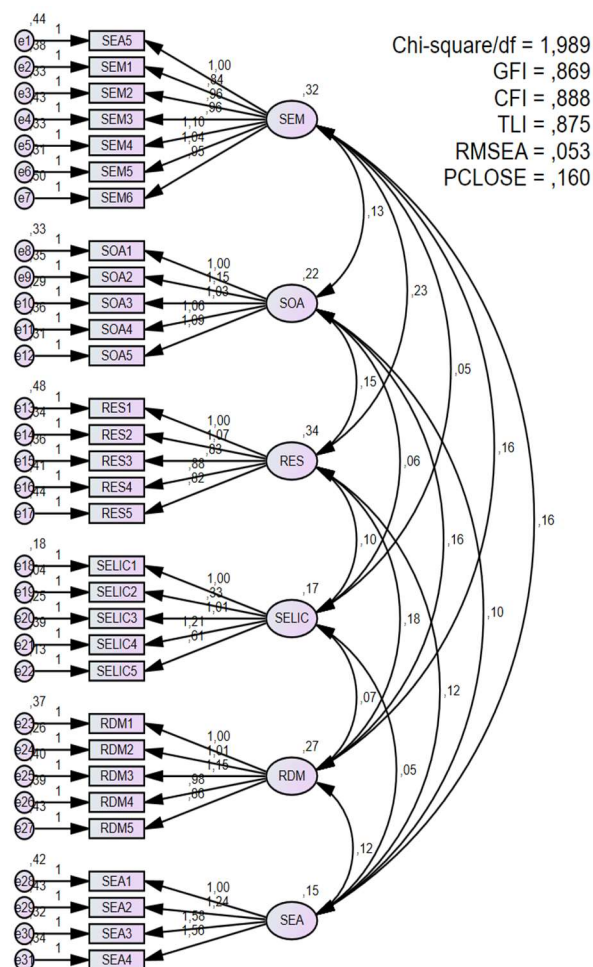 Chi-square/df = 1,989
GFI = ,869
CFI = ,888
TLI = ,875
RMSEA = ,053
PCLOSE = ,160
,44
e1 1 SEA5 1,00
,38
e2 1 SEM1 ,84
,33
e3 1 SEM2 ,96
,43
e4 1 SEM3 ,96
,33
e5 1 SEM4 1,10
,31
e6 1 SEM5 1,04
e7 1 SEM6 ,95
,32
SEM
,13
,33
e8 1 SOA1 1,00
,35
e9 1 SOA2 1,15
,29
e10 1 SOA3 1,03
,36
e11 1 SOA4 1,06
,31
e12 1 SOA5 1,09
,22
SOA
,23
,15
,05
,48
e13 1 RES1 1,00
,34
e14 1 RES2 1,07
,36
e15 1 RES3
,41
e16 1 RES4 ,88
,44
e17 1 RES5
,34
RES
,06
,16
,10
,16
,16
,18
e18 1 SELIC1 1,00
,04
e19 1 SELIC2 ,33
,25
e20 1 SELIC3 1,01
,39
e21 1 SELIC4 1,21
,13
e22 1 SELIC5
,17
SELIC
,18
,10
,07
,12
,37
e23 1 RDM1 1,00
,26
e24 1 RDM2 1,01
,40
e25 1 RDM3 1,15
,39
e26 1 RDM4 ,98
,43
e27 1 RDM5
,27
RDM
,05
,12
,42
e28 1 SEA1 1,00
,43
e29 1 SEA2 1,24
,32
e30 1 SEA3 1,58
,34
e31 1 SEA4 1,56
,15
SEA